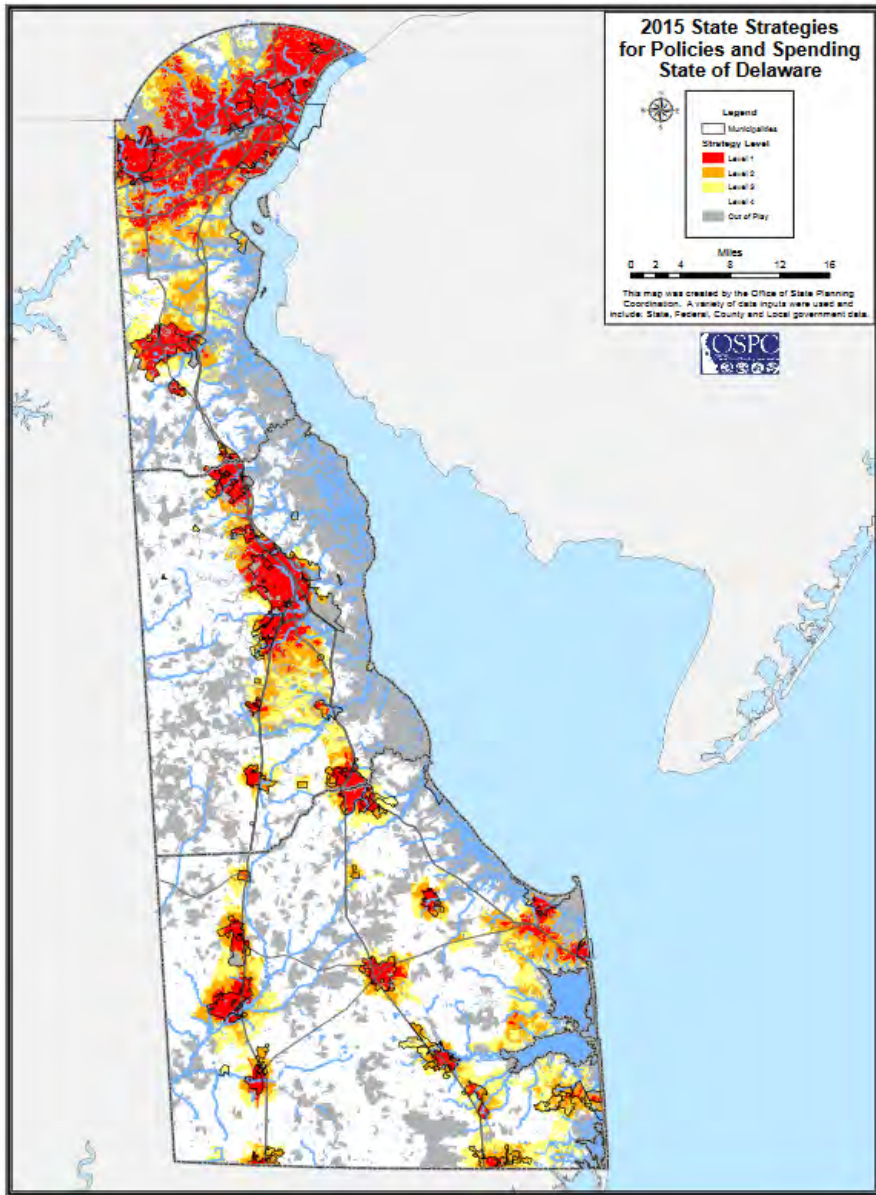 2015 State Strategies
for Policies and Spending
State of Delaware
Legend
Municipalities
Strategy Level
Level 1
Level 2
Level 3
Level 4
Out of Play
Miles
0 2 4 8 12 16
This map was created by the Office of State Planning
Coordination. A variety of data inputs were used and
include: State, Federal, County and Local government data.
OSPC